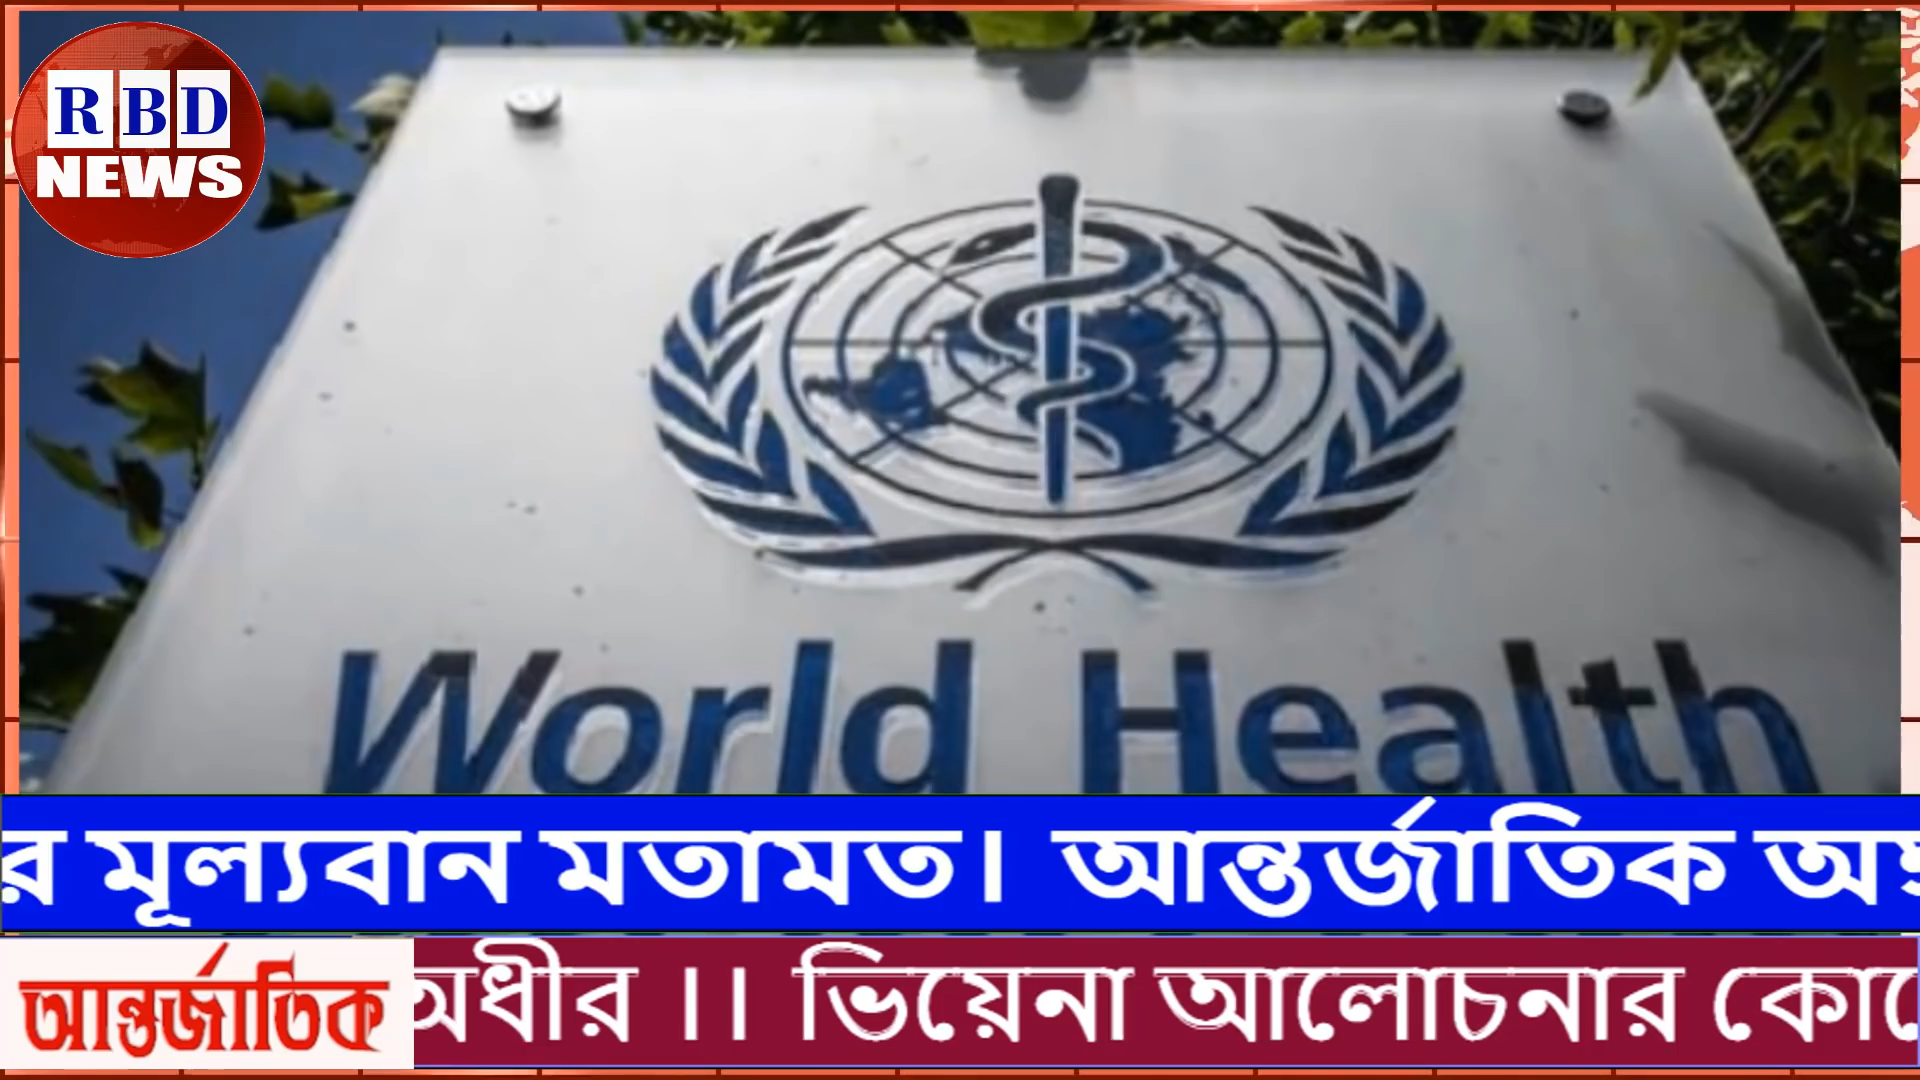 RBD
NEWS
World Health
র মূল্যবান মতামত। আন্তর্জাতিক
আন্তর্জাতিক
অধীর ।। ভিয়েনা আলোচনার